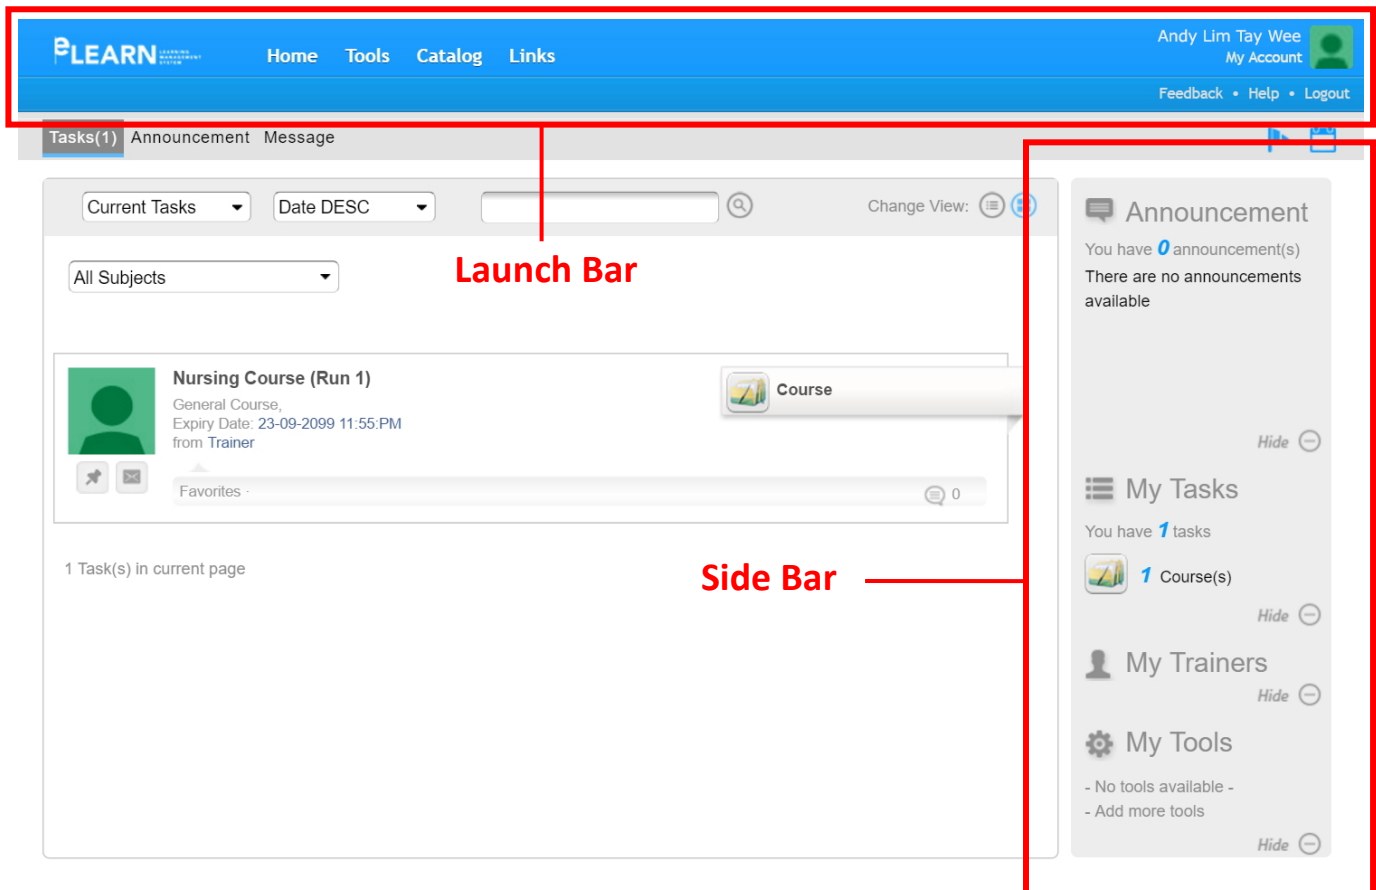 eLEARN LEARNING MANAGEMENT SYSTEM
Home Tools Catalog Links
Andy Lim Tay Wee
My Account
Feedback • Help • Logout
Tasks(1) Announcement Message
Current Tasks Date DESC Change View:
Launch Bar
All Subjects
Nursing Course (Run 1)
General Course,
Expiry Date: 23-09-2099 11:55:PM
from Trainer
Course
Favorites · 0
1 Task(s) in current page
Side Bar
Announcement
You have 0 announcement(s)
There are no announcements
available
Hide
My Tasks
You have 1 tasks
1 Course(s)
Hide
My Trainers
Hide
My Tools
- No tools available -
- Add more tools
Hide